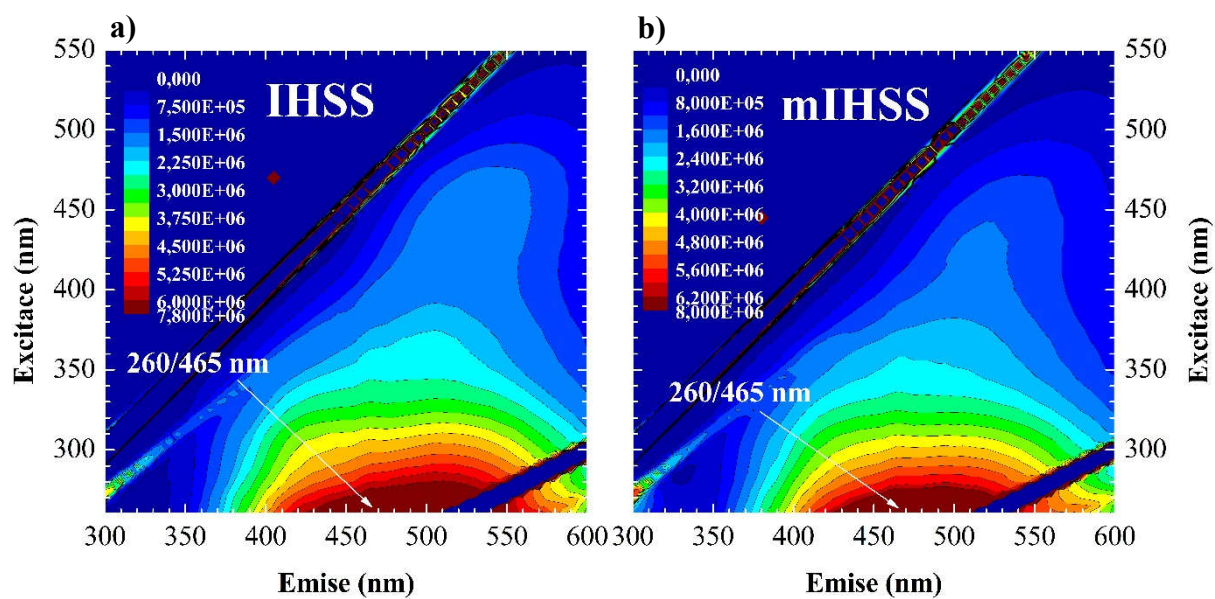 a)
550
500
450
400
350
300
Excitace (nm)
0,000
7,500E+05
1,500E+06
2,250E+06
3,000E+06
3,750E+06
4,500E+06
5,250E+06
6,000E+06
7,800E+06
IHSS
260/465 nm
300
350
400
450
500
550
600
Emise (nm)
b)
0,000
8,000E+05
1,600E+06
2,400E+06
3,200E+06
4,000E+06
4,800E+06
5,600E+06
6,200E+06
8,000E+06
mIHSS
260/465 nm
300
350
400
450
500
550
600
Emise (nm)
550
500
450
400
350
300
Excitace (nm)